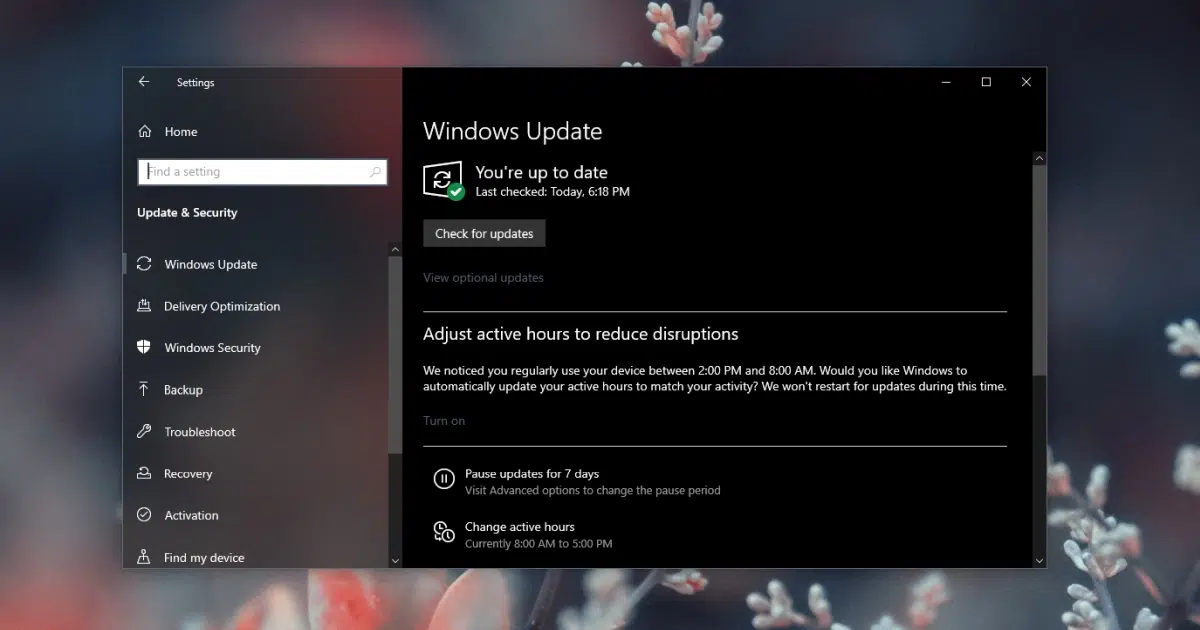 Settings
Home
Find a setting
Update & Security
Windows Update
Delivery Optimization
Windows Security
Backup
Troubleshoot
Recovery
Activation
Find my device
Windows Update
You're up to date
Last checked: Today, 6:18 PM
Check for updates
View optional updates
Adjust active hours to reduce disruptions
We noticed you regularly use your device between 2:00 PM and 8:00 AM. Would you like Windows to
automatically update your active hours to match your activity? We won't restart for updates during this time.
Turn on
Pause updates for 7 days
Visit Advanced options to change the pause period
Change active hours
Currently 8:00 AM to 5:00 PM